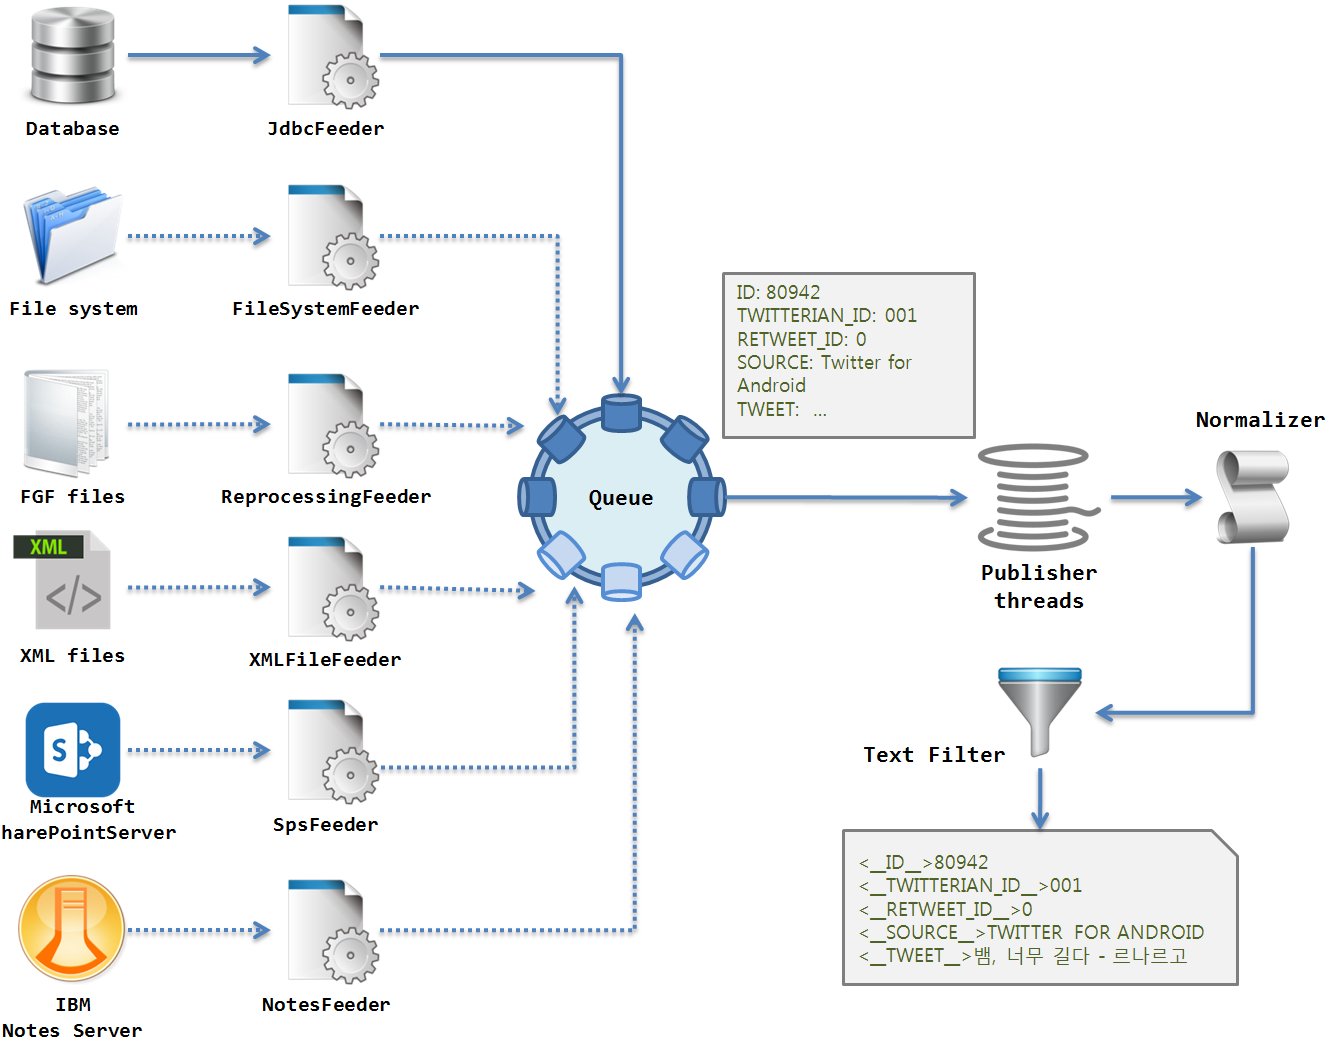 Database
JdbcFeeder
File system
FileSystemFeeder
FGF files
ReprocessingFeeder
XML
</>
XML files
XMLFileFeeder
S
Microsoft
harePointServer
SpsFeeder
IBM
Notes Server
NotesFeeder
Queue
ID: 80942
TWITTERIAN_ID: 001
RETWEET_ID: 0
SOURCE: Twitter for
Android
TWEET: ...
Publisher
threads
Normalizer
Text Filter
<__ID__>80942
<__TWITTERIAN_ID__>001
<__RETWEET_ID__>0
<__SOURCE__>TWITTER FOR ANDROID
<__TWEET__>뱀, 너무 길다 - 르나르고